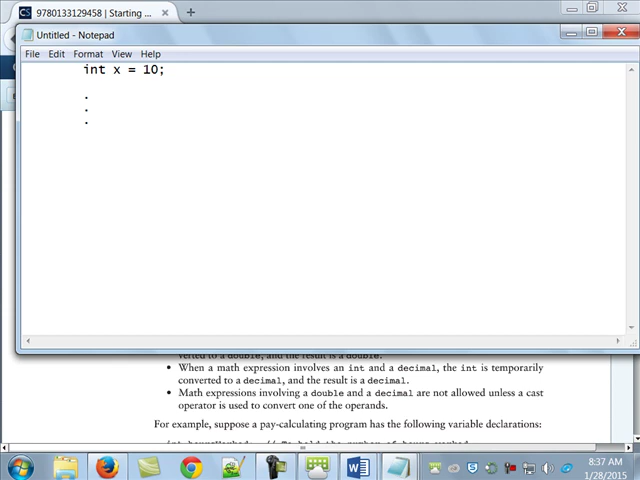 9780133129458 | Starting ...
Untitled - Notepad
File Edit Format View Help
int x = 10;
.
.
.
verted to a double, and the result is a double.
• When a math expression involves an int and a decimal, the int is temporarily
converted to a decimal, and the result is a decimal.
• Math expressions involving a double and a decimal are not allowed unless a cast
operator is used to convert one of the operands.
For example, suppose a pay-calculating program has the following variable declarations:
8:37 AM
1/28/2015